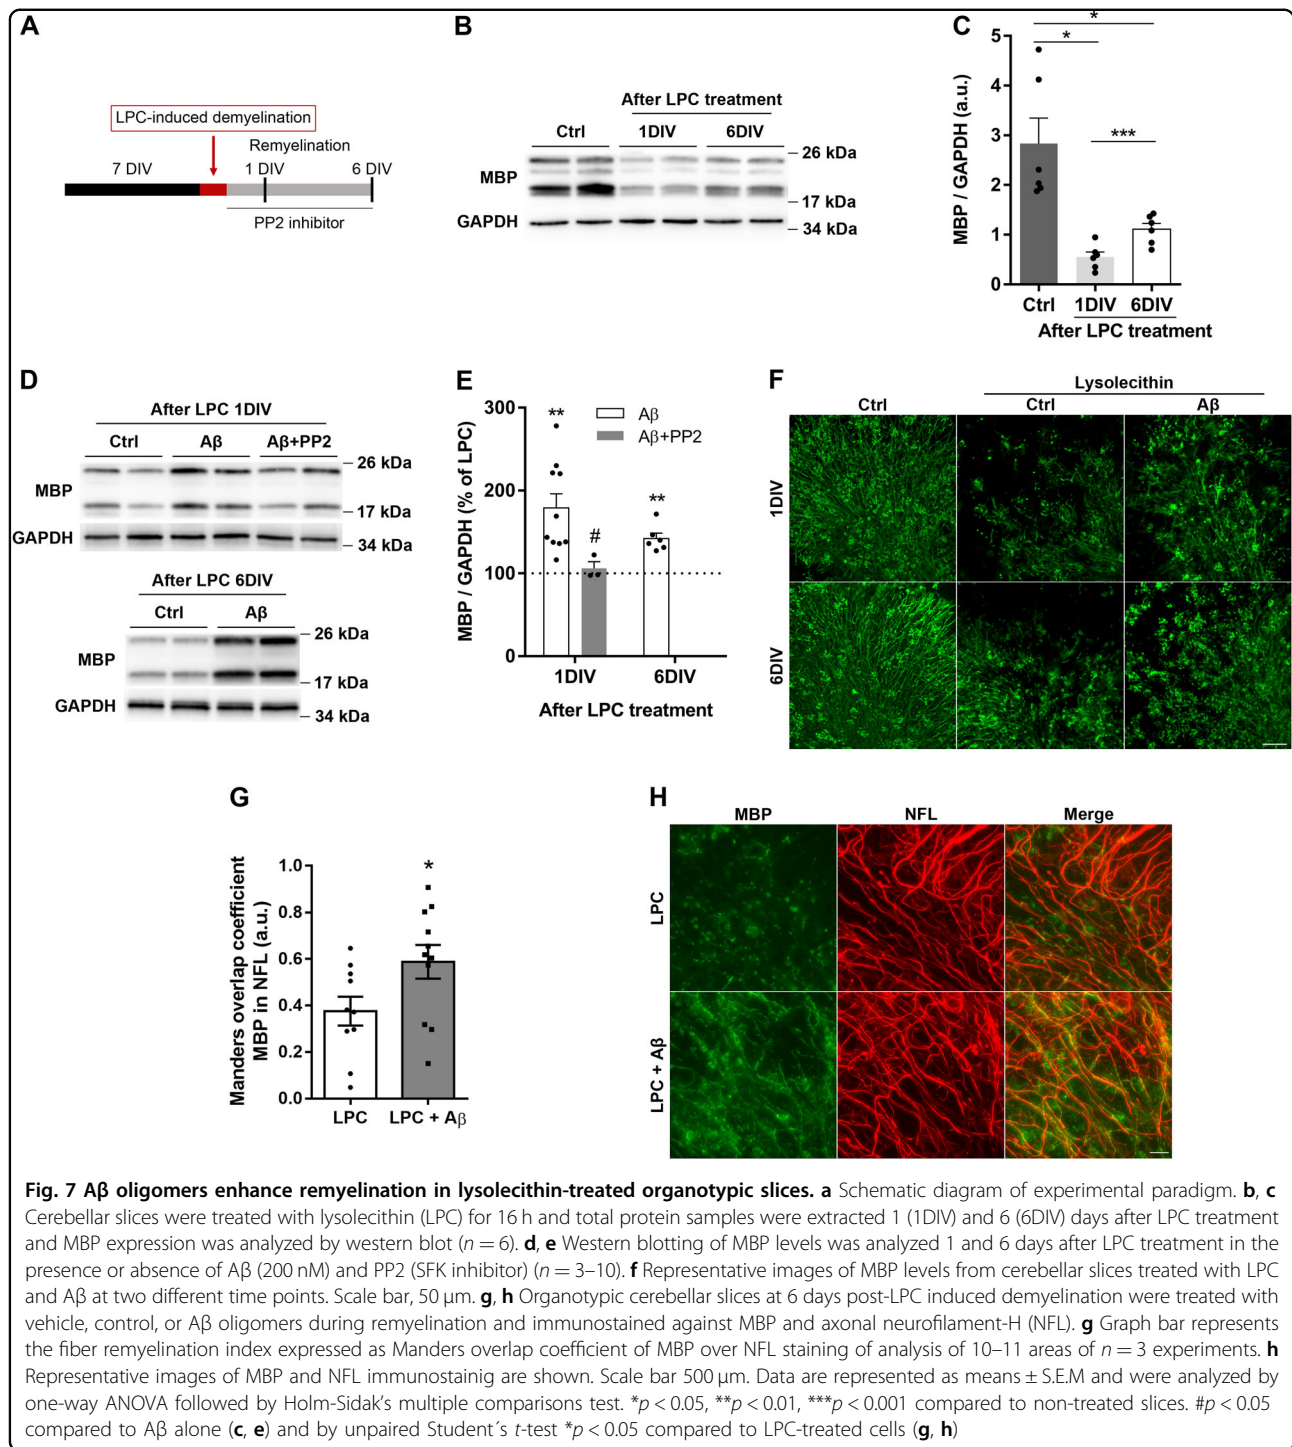 A
LPC-induced demyelination
Remyelination
7 DIV
1 DIV
6 DIV
PP2 inhibitor
B
After LPC treatment
Ctrl
1DIV
6DIV
MBP
GAPDH
26 kDa
17 kDa
34 kDa
C
MBP / GAPDH (a.u.)
5
4
3
2
1
0
*
*
***
Ctrl
1DIV
6DIV
After LPC treatment
D
After LPC 1DIV
Ctrl
Aβ
Aβ+PP2
MBP
GAPDH
26 kDa
17 kDa
34 kDa
After LPC 6DIV
Ctrl
Aβ
MBP
GAPDH
26 kDa
17 kDa
34 kDa
E
MBP / GAPDH (% of LPC)
300
200
100
0
**
#
**
Aβ
Aβ+PP2
1DIV
6DIV
After LPC treatment
F
Lysolecithin
Ctrl
Ctrl
Aβ
1DIV
6DIV
G
Manders overlap coefficient
MBP in NFL (a.u.)
1.0
0.8
0.6
0.4
0.2
0.0
*
LPC
LPC + Aβ
H
MBP
NFL
Merge
LPC
LPC + Aβ
Fig. 7 Aβ oligomers enhance remyelination in lysolecithin-treated organotypic slices. a Schematic diagram of experimental paradigm. b, c
Cerebellar slices were treated with lysolecithin (LPC) for 16 h and total protein samples were extracted 1 (1DIV) and 6 (6DIV) days after LPC treatment
and MBP expression was analyzed by western blot (n = 6). d, e Western blotting of MBP levels was analyzed 1 and 6 days after LPC treatment in the
presence or absence of Aβ (200 nM) and PP2 (SFK inhibitor) (n = 3–10). f Representative images of MBP levels from cerebellar slices treated with LPC
and Aβ at two different time points. Scale bar, 50 μm. g, h Organotypic cerebellar slices at 6 days post-LPC induced demyelination were treated with
vehicle, control, or Aβ oligomers during remyelination and immunostained against MBP and axonal neurofilament-H (NFL). g Graph bar represents
the fiber remyelination index expressed as Manders overlap coefficient of MBP over NFL staining of analysis of 10–11 areas of n = 3 experiments. h
Representative images of MBP and NFL immunostainig are shown. Scale bar 500 μm. Data are represented as means ± S.E.M and were analyzed by
one-way ANOVA followed by Holm-Sidak’s multiple comparisons test. *p < 0.05, **p < 0.01, ***p < 0.001 compared to non-treated slices. #p < 0.05
compared to Aβ alone (c, e) and by unpaired Student´s t-test *p < 0.05 compared to LPC-treated cells (g, h)